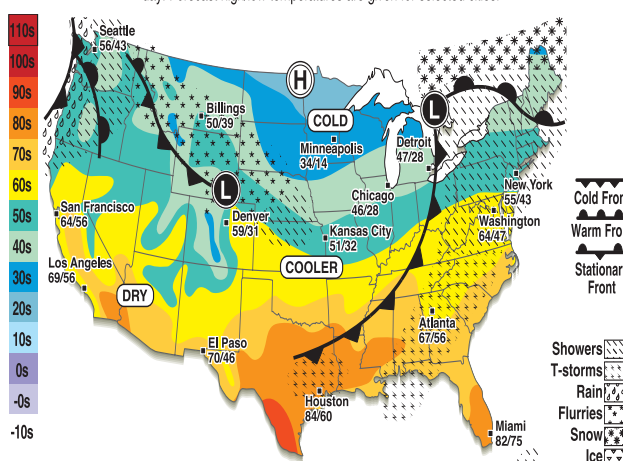 110s
100s
90s
80s
70s
60s
50s
40s
30s
20s
10s
0s
-0s
-10s
Seattle
56/43
Billings
50/39
H
COLD
Minneapolis
34/14
L
Detroit
47/28
Chicago
46/28
New York
55/43
Washington
64/47
L
Denver
59/31
Kansas City
51/32
San Francisco
64/56
Los Angeles
69/56
COOLER
DRY
El Paso
70/46
Atlanta
67/56
Houston
84/60
Miami
82/75
Cold Fron
Warm Fro
Stationar
Front
Showers
T-storms
Rain
Flurries
Snow
Ice